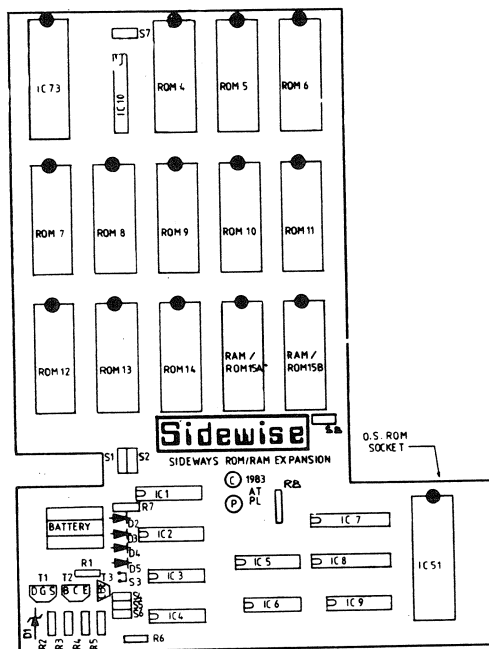 S7
IC73
IC10
ROM 4
ROM 5
ROM 6
ROM 7
ROM 8
ROM 9
ROM 10
ROM 11
ROM 12
ROM 13
ROM 14
RAM /
ROM15A
RAM /
ROM15B
Sidewise
S8
O.S. ROM
SOCKET
S1
S2
SIDEWAYS ROM/RAM EXPANSION
C 1983
P AT
PL
R8
IC1
R7
BATTERY
D2
D3
D4
D5
IC2
IC7
R1
S3
IC3
IC5
IC8
IC51
T1
T2
T3
DGS
BCE
S4
S5
S6
IC4
IC6
IC9
D1
R2
R3
R4
R5
R6